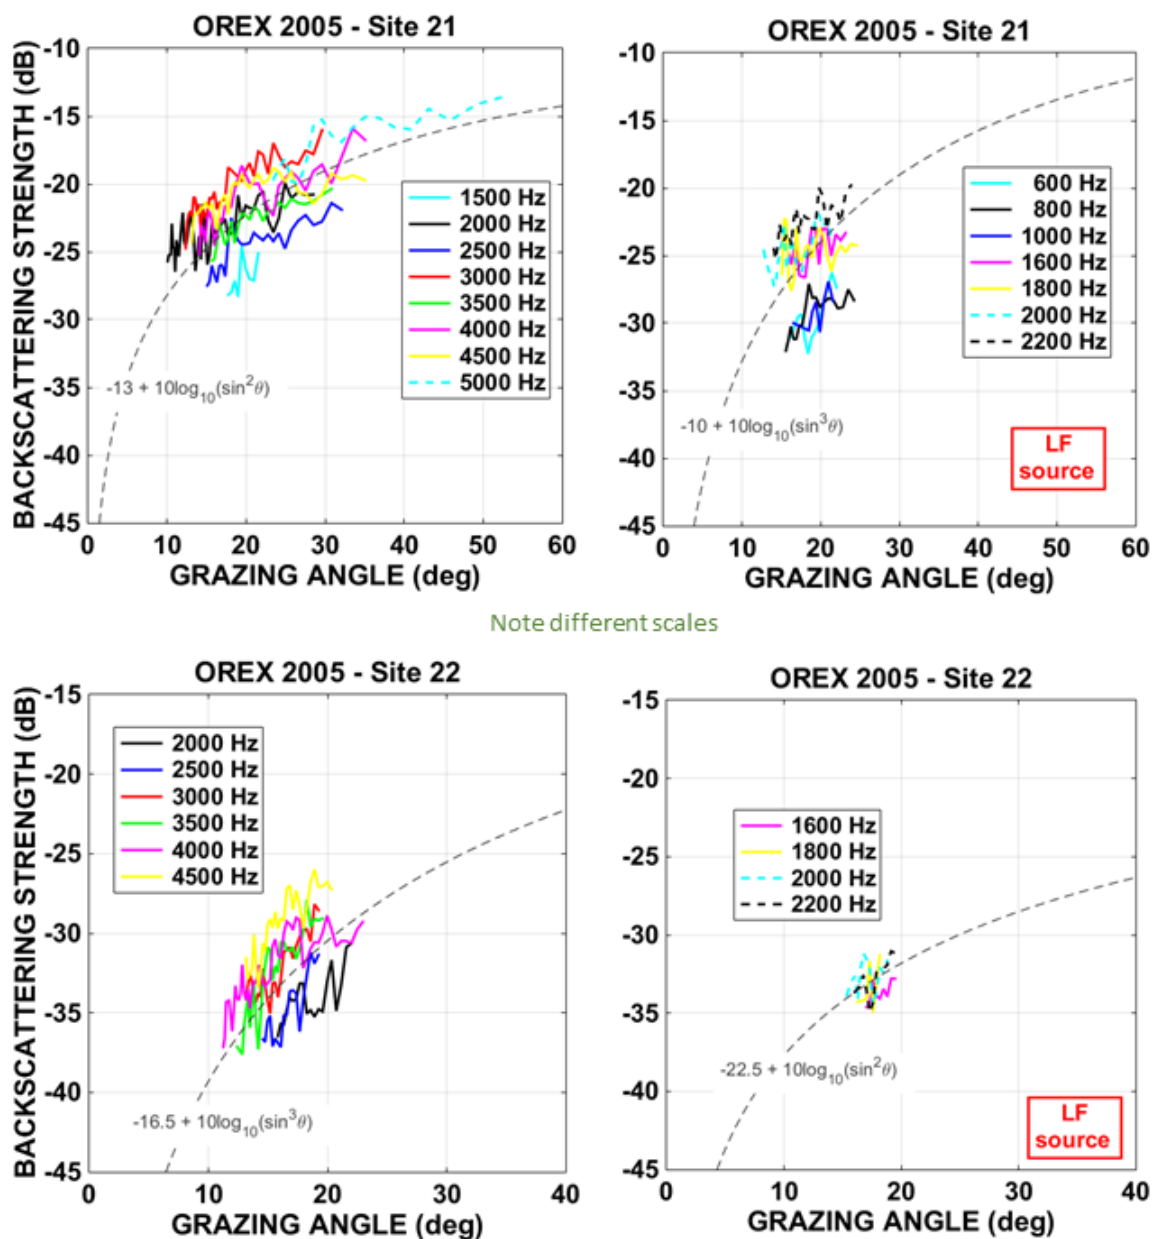 OREX 2005 - Site 21
BACKSCATTERING STRENGTH (dB)
-10
-15
-20
-25
-30
-35
-40
-45
0 10 20 30 40 50 60
GRAZING ANGLE (deg)
1500 Hz
2000 Hz
2500 Hz
3000 Hz
3500 Hz
4000 Hz
4500 Hz
5000 Hz
-13 + 10log₁₀(sin²θ)
OREX 2005 - Site 21
-10
-15
-20
-25
-30
-35
-40
-45
0 10 20 30 40 50 60
GRAZING ANGLE (deg)
600 Hz
800 Hz
1000 Hz
1600 Hz
1800 Hz
2000 Hz
2200 Hz
-10 + 10log₁₀(sin³θ)
LF
source
Note different scales
OREX 2005 - Site 22
BACKSCATTERING STRENGTH (dB)
-15
-20
-25
-30
-35
-40
-45
0 10 20 30 40
GRAZING ANGLE (deg)
2000 Hz
2500 Hz
3000 Hz
3500 Hz
4000 Hz
4500 Hz
-16.5 + 10log₁₀(sin³θ)
OREX 2005 - Site 22
-15
-20
-25
-30
-35
-40
-45
0 10 20 30 40
GRAZING ANGLE (deg)
1600 Hz
1800 Hz
2000 Hz
2200 Hz
-22.5 + 10log₁₀(sin²θ)
LF
source